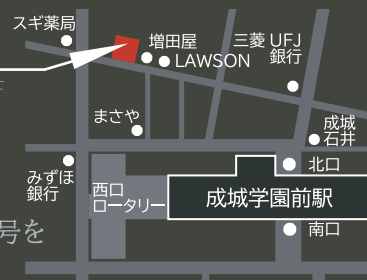 スギ薬局
増田屋
三菱 UFJ
銀行
LAWSON
まさや
成城
石井
みずほ
銀行
西口
ロータリー
北口
成城学園前駅
南口
号を